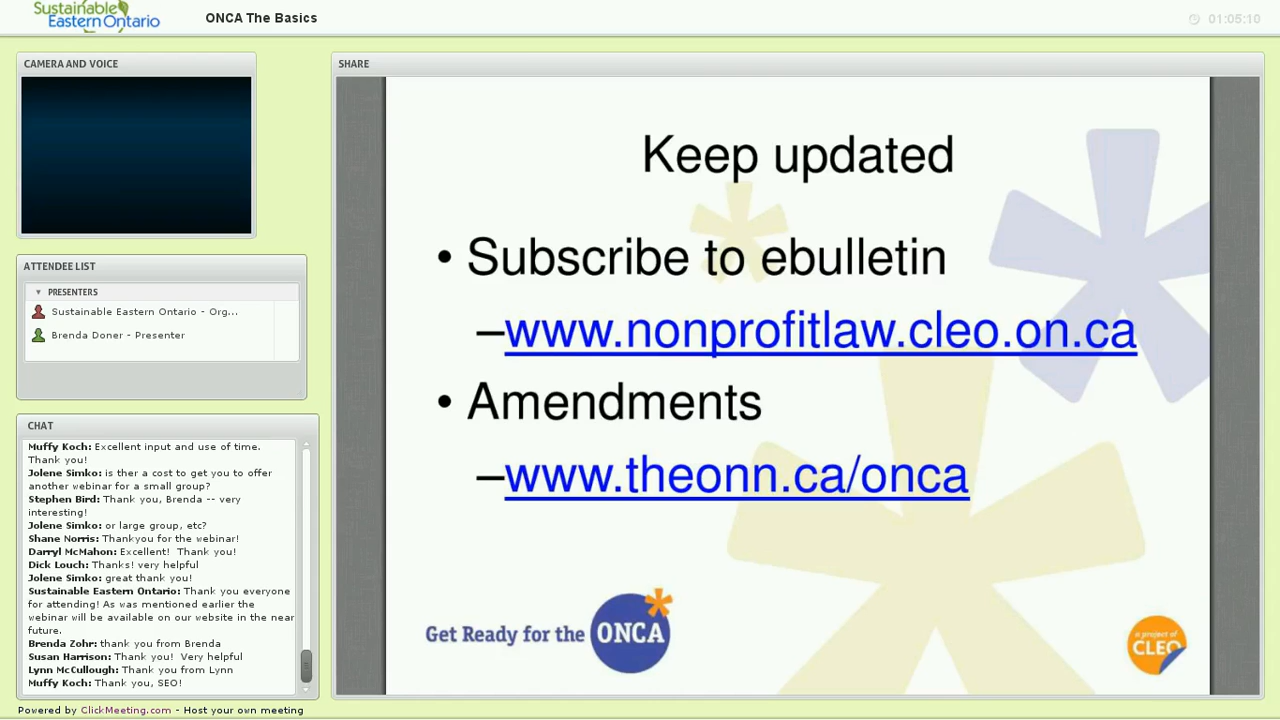 Sustainable
Eastern Ontario
ONCA The Basics
01:05:10
CAMERA AND VOICE
SHARE
Keep updated
• Subscribe to ebulletin
–www.nonprofitlaw.cleo.on.ca
• Amendments
–www.theonn.ca/onca
Get Ready for the ONCA
a project of
CLEO
ATTENDEE LIST
PRESENTERS
Sustainable Eastern Ontario - Org...
Brenda Doner - Presenter
CHAT
Muffy Koch: Excellent input and use of time.
Thank you!
Jolene Simko: is ther a cost to get you to offer
another webinar for a small group?
Stephen Bird: Thank you, Brenda -- very
interesting!
Jolene Simko: or large group, etc?
Shane Norris: Thankyou for the webinar!
Darryl McMahon: Excellent!  Thank you!
Dick Louch: Thanks! very helpful
Jolene Simko: great thank you!
Sustainable Eastern Ontario: Thank you everyone
for attending! As was mentioned earlier the
webinar will be available on our website in the near
future.
Brenda Zohr: thank you from Brenda
Susan Harrison: Thank you!  Very helpful
Lynn McCullough: Thank you from Lynn
Muffy Koch: Thank you, SEO!
Powered by ClickMeeting.com - Host your own meeting